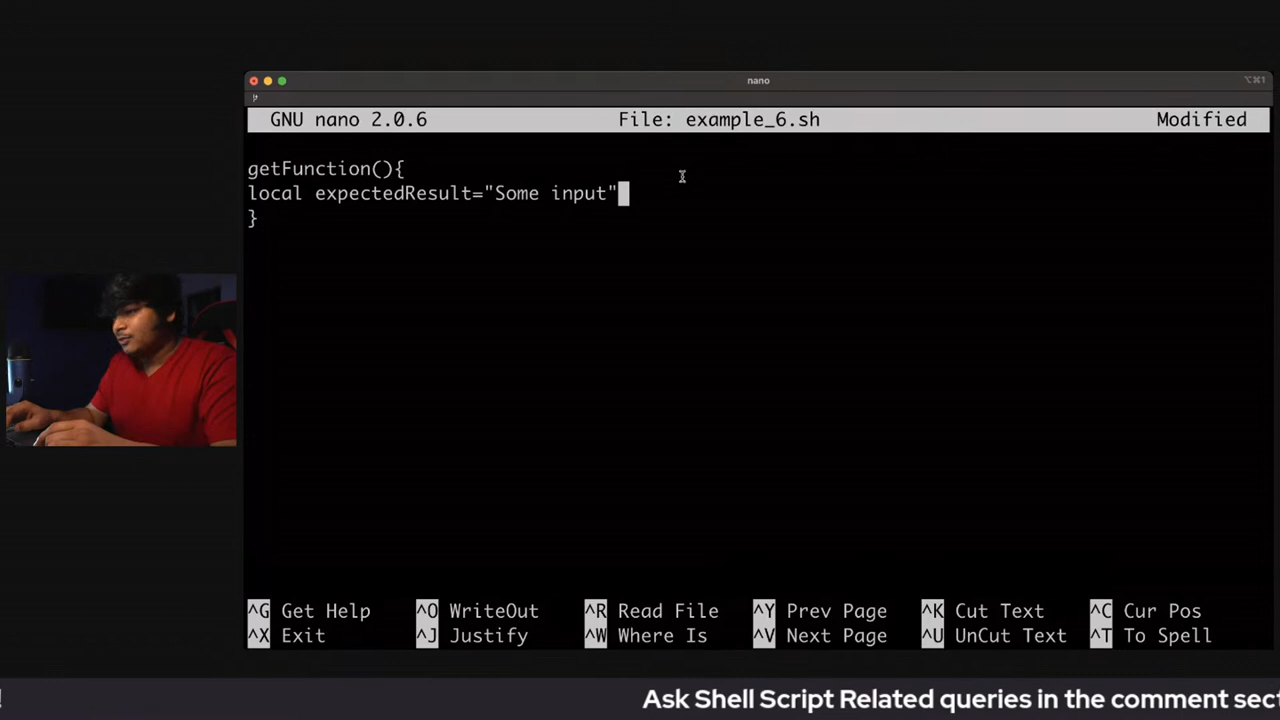 nano
⌥⌘1
GNU nano 2.0.6 File: example_6.sh Modified
getFunction(){
local expectedResult="Some input"
}
^G Get Help ^O WriteOut ^R Read File ^Y Prev Page ^K Cut Text ^C Cur Pos
^X Exit ^J Justify ^W Where Is ^V Next Page ^U UnCut Text ^T To Spell
! Ask Shell Script Related queries in the comment sect